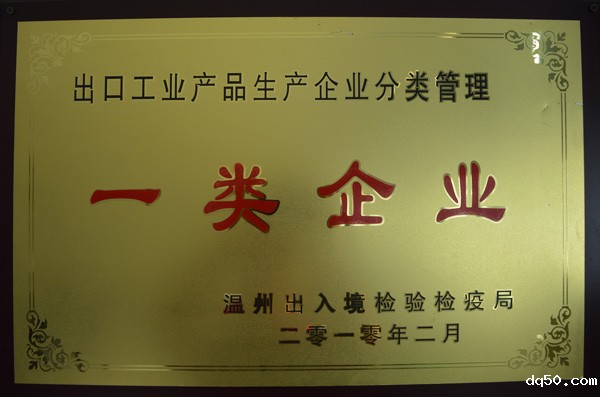 出口工业产品生产企业分类管理
一类企业
温州出入境检验检疫局
二零一零年二月
dq50.com